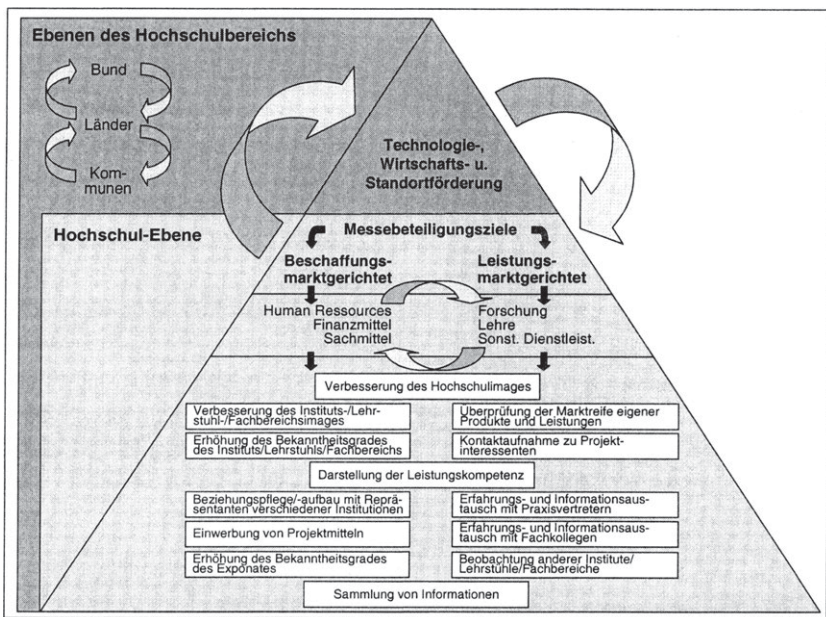 Ebenen des Hochschulbereichs
Bund
Länder
Kom-
munen
Technologie-,
Wirtschafts- u.
Standortförderung
Hochschul-Ebene
Messebeteiligungsziele
Beschaffungs-
marktgerichtet
Leistungs-
marktgerichtet
Human Ressources
Finanzmittel
Sachmittel
Forschung
Lehre
Sonst. Dienstleist.
Verbesserung des Hochschulimages
Verbesserung des Instituts-/Lehr-
stuhl-/Fachbereichsimages
Überprüfung der Marktreife eigener
Produkte und Leistungen
Erhöhung des Bekanntheitsgrades
des Instituts/Lehrstuhls/Fachbereichs
Kontaktaufnahme zu Projekt-
interessenten
Darstellung der Leistungskompetenz
Beziehungspflege/-aufbau mit Reprä-
sentanten verschiedener Institutionen
Erfahrungs- und Informationsaus-
tausch mit Praxisvertretern
Einwerbung von Projektmitteln
Erfahrungs- und Informationsaus-
tausch mit Fachkollegen
Erhöhung des Bekanntheitsgrades
des Exponates
Beobachtung anderer Institute/
Lehrstühle/Fachbereiche
Sammlung von Informationen